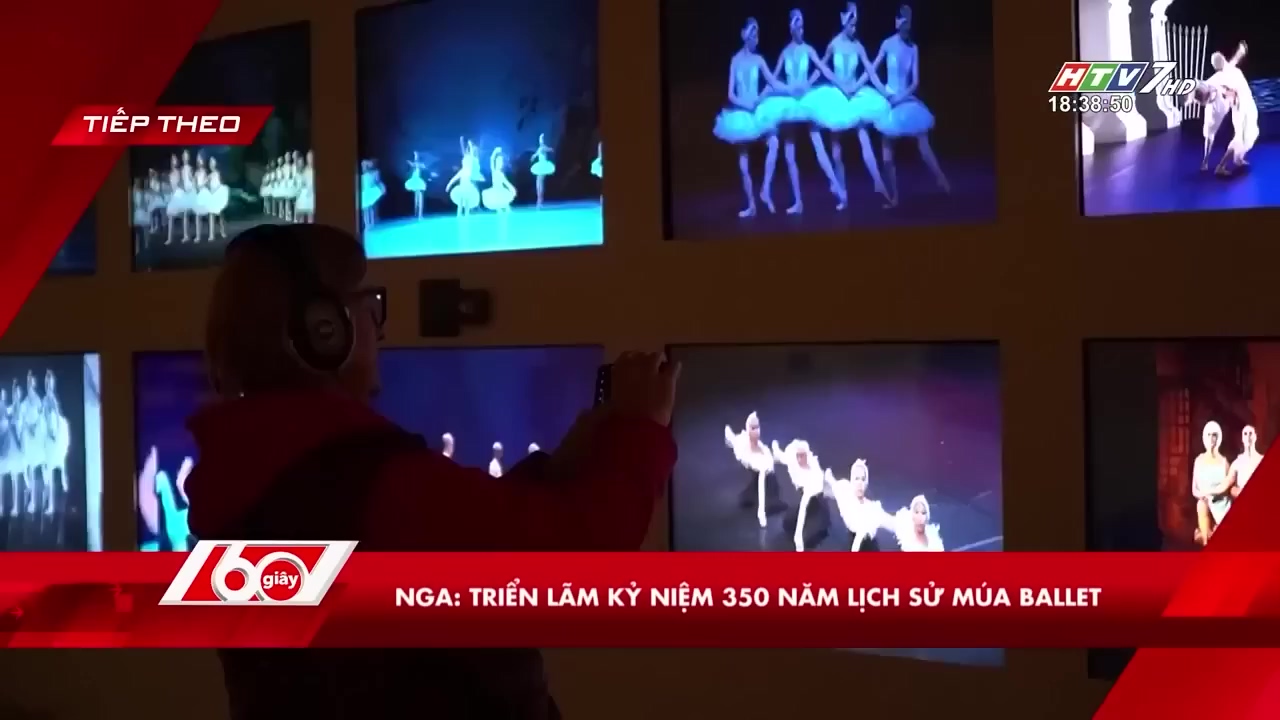 TIẾP THEO
HTV7HD
18:38:50
60 giây
NGA: TRIỂN LÃM KỶ NIỆM 350 NĂM LỊCH SỬ MÚA BALLET